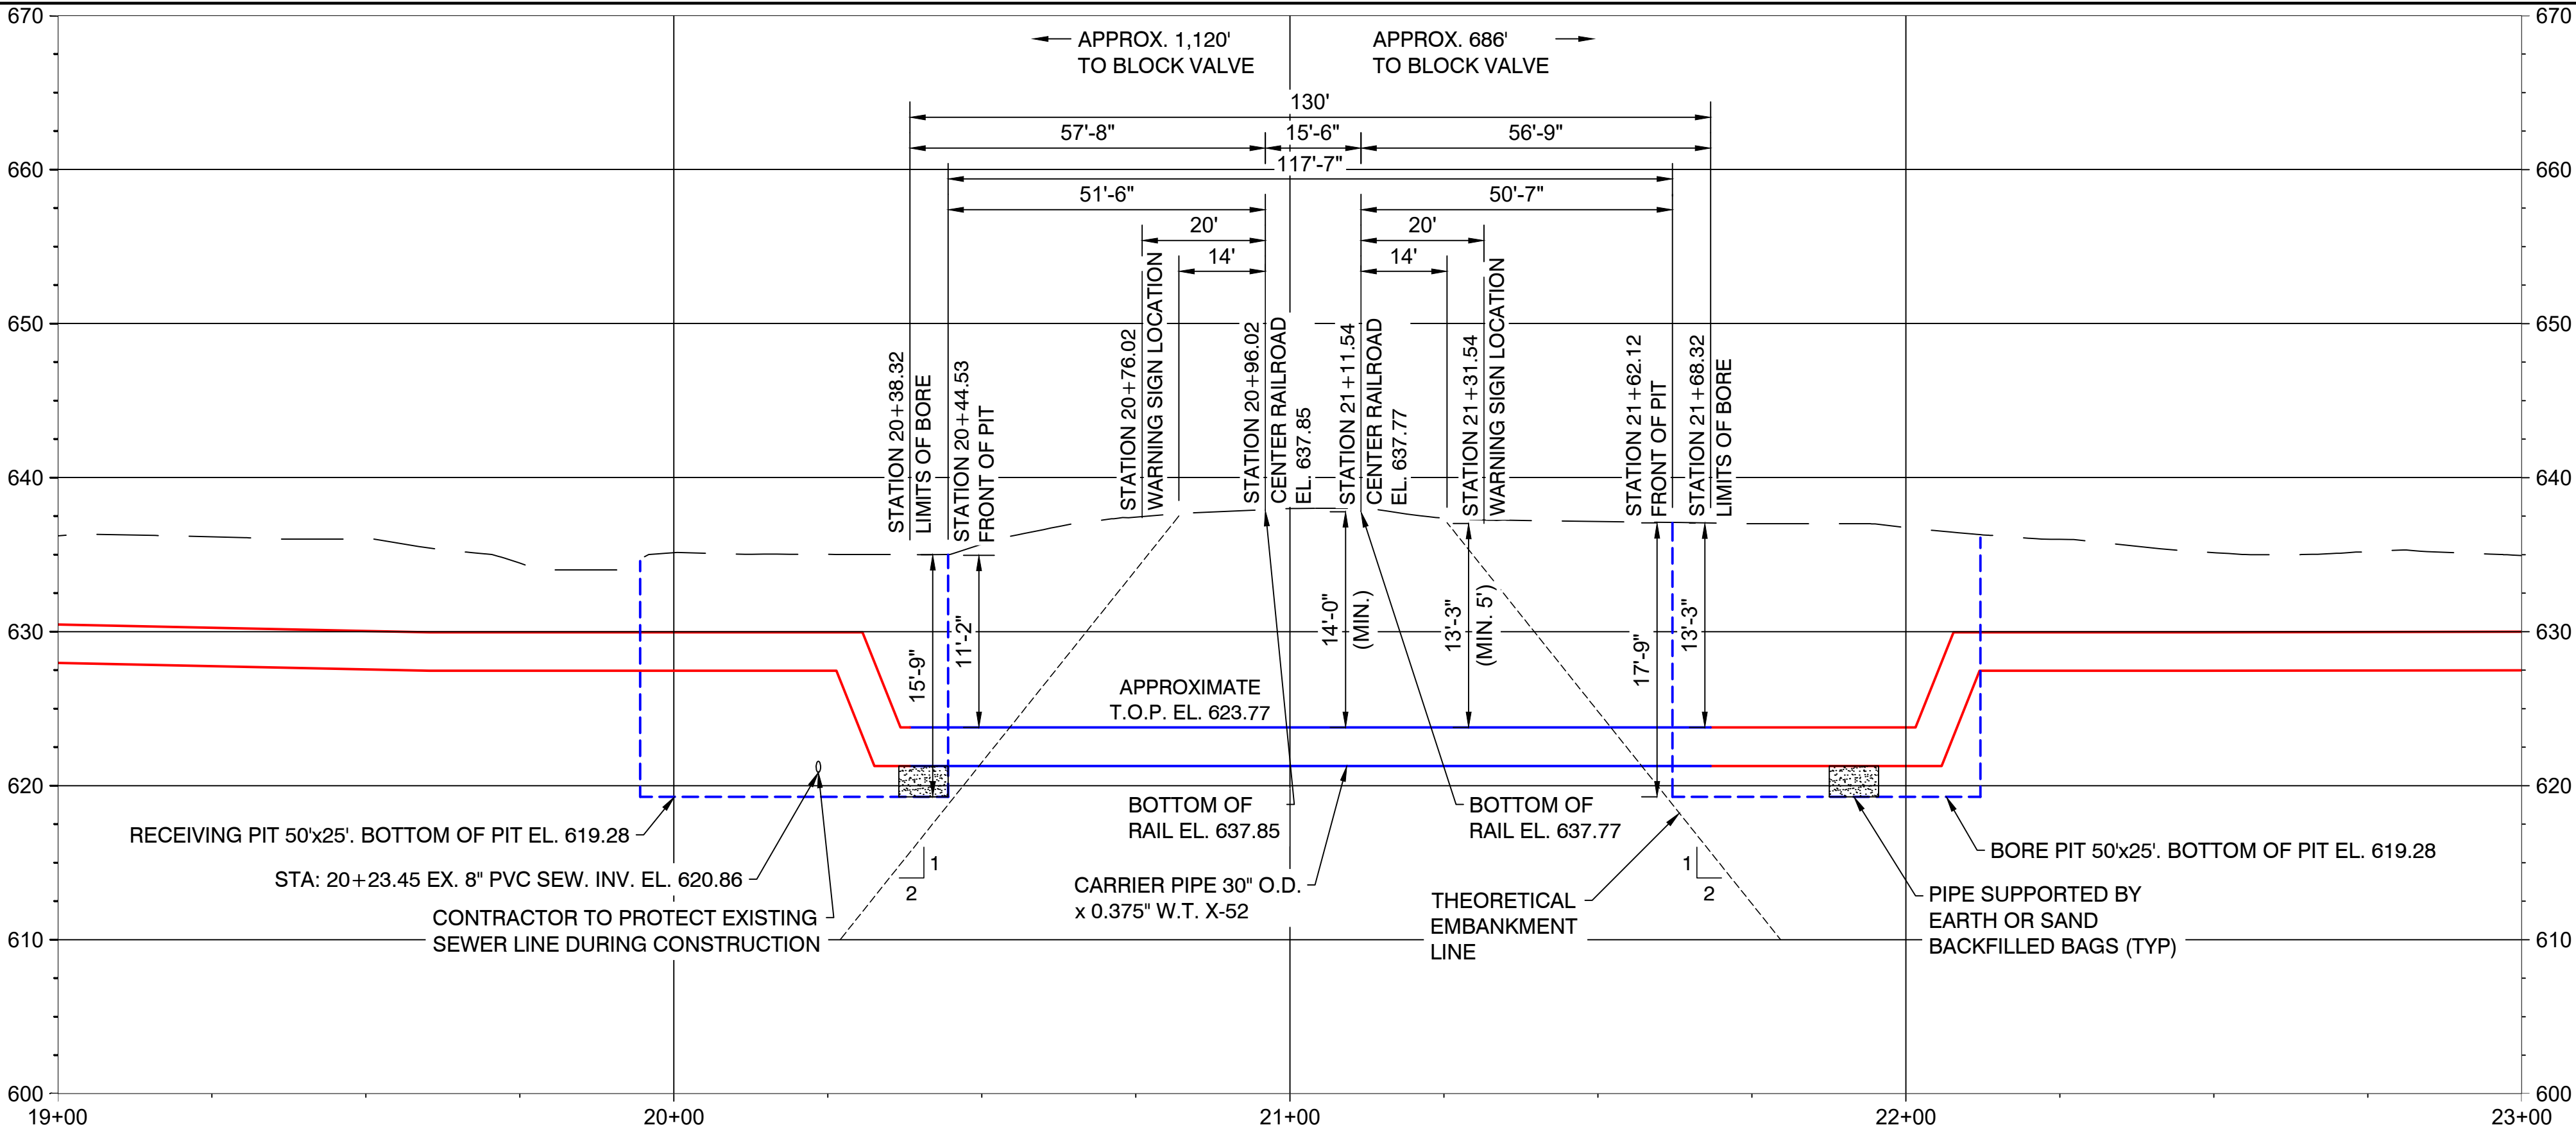 670
670
APPROX. 1,120'
TO BLOCK VALVE
APPROX. 686'
TO BLOCK VALVE
130'
57'-8"
15'-6"
56'-9"
117'-7"
660
660
51'-6"
50'-7"
20'
20'
14'
14'
650
650
STATION 20+38.32
LIMITS OF BORE
STATION 20+44.53
FRONT OF PIT
STATION 20+76.02
WARNING SIGN LOCATION
STATION 20+96.02
CENTER RAILROAD
EL. 637.85
STATION 21+11.54
CENTER RAILROAD
EL. 637.77
STATION 21+31.54
WARNING SIGN LOCATION
STATION 21+62.12
FRONT OF PIT
STATION 21+68.32
LIMITS OF BORE
640
640
630
630
15'-9"
11'-2"
14'-0"
(MIN.)
13'-3"
(MIN. 5')
17'-9"
13'-3"
APPROXIMATE
T.O.P. EL. 623.77
620
620
BOTTOM OF
RAIL EL. 637.85
BOTTOM OF
RAIL EL. 637.77
RECEIVING PIT 50'x25'. BOTTOM OF PIT EL. 619.28
BORE PIT 50'x25'. BOTTOM OF PIT EL. 619.28
1
2
1
2
STA: 20+23.45 EX. 8" PVC SEW. INV. EL. 620.86
CARRIER PIPE 30" O.D.
x 0.375" W.T. X-52
CONTRACTOR TO PROTECT EXISTING
SEWER LINE DURING CONSTRUCTION
THEORETICAL
EMBANKMENT
LINE
PIPE SUPPORTED BY
EARTH OR SAND
BACKFILLED BAGS (TYP)
610
610
600
600
19+00
20+00
21+00
22+00
23+00